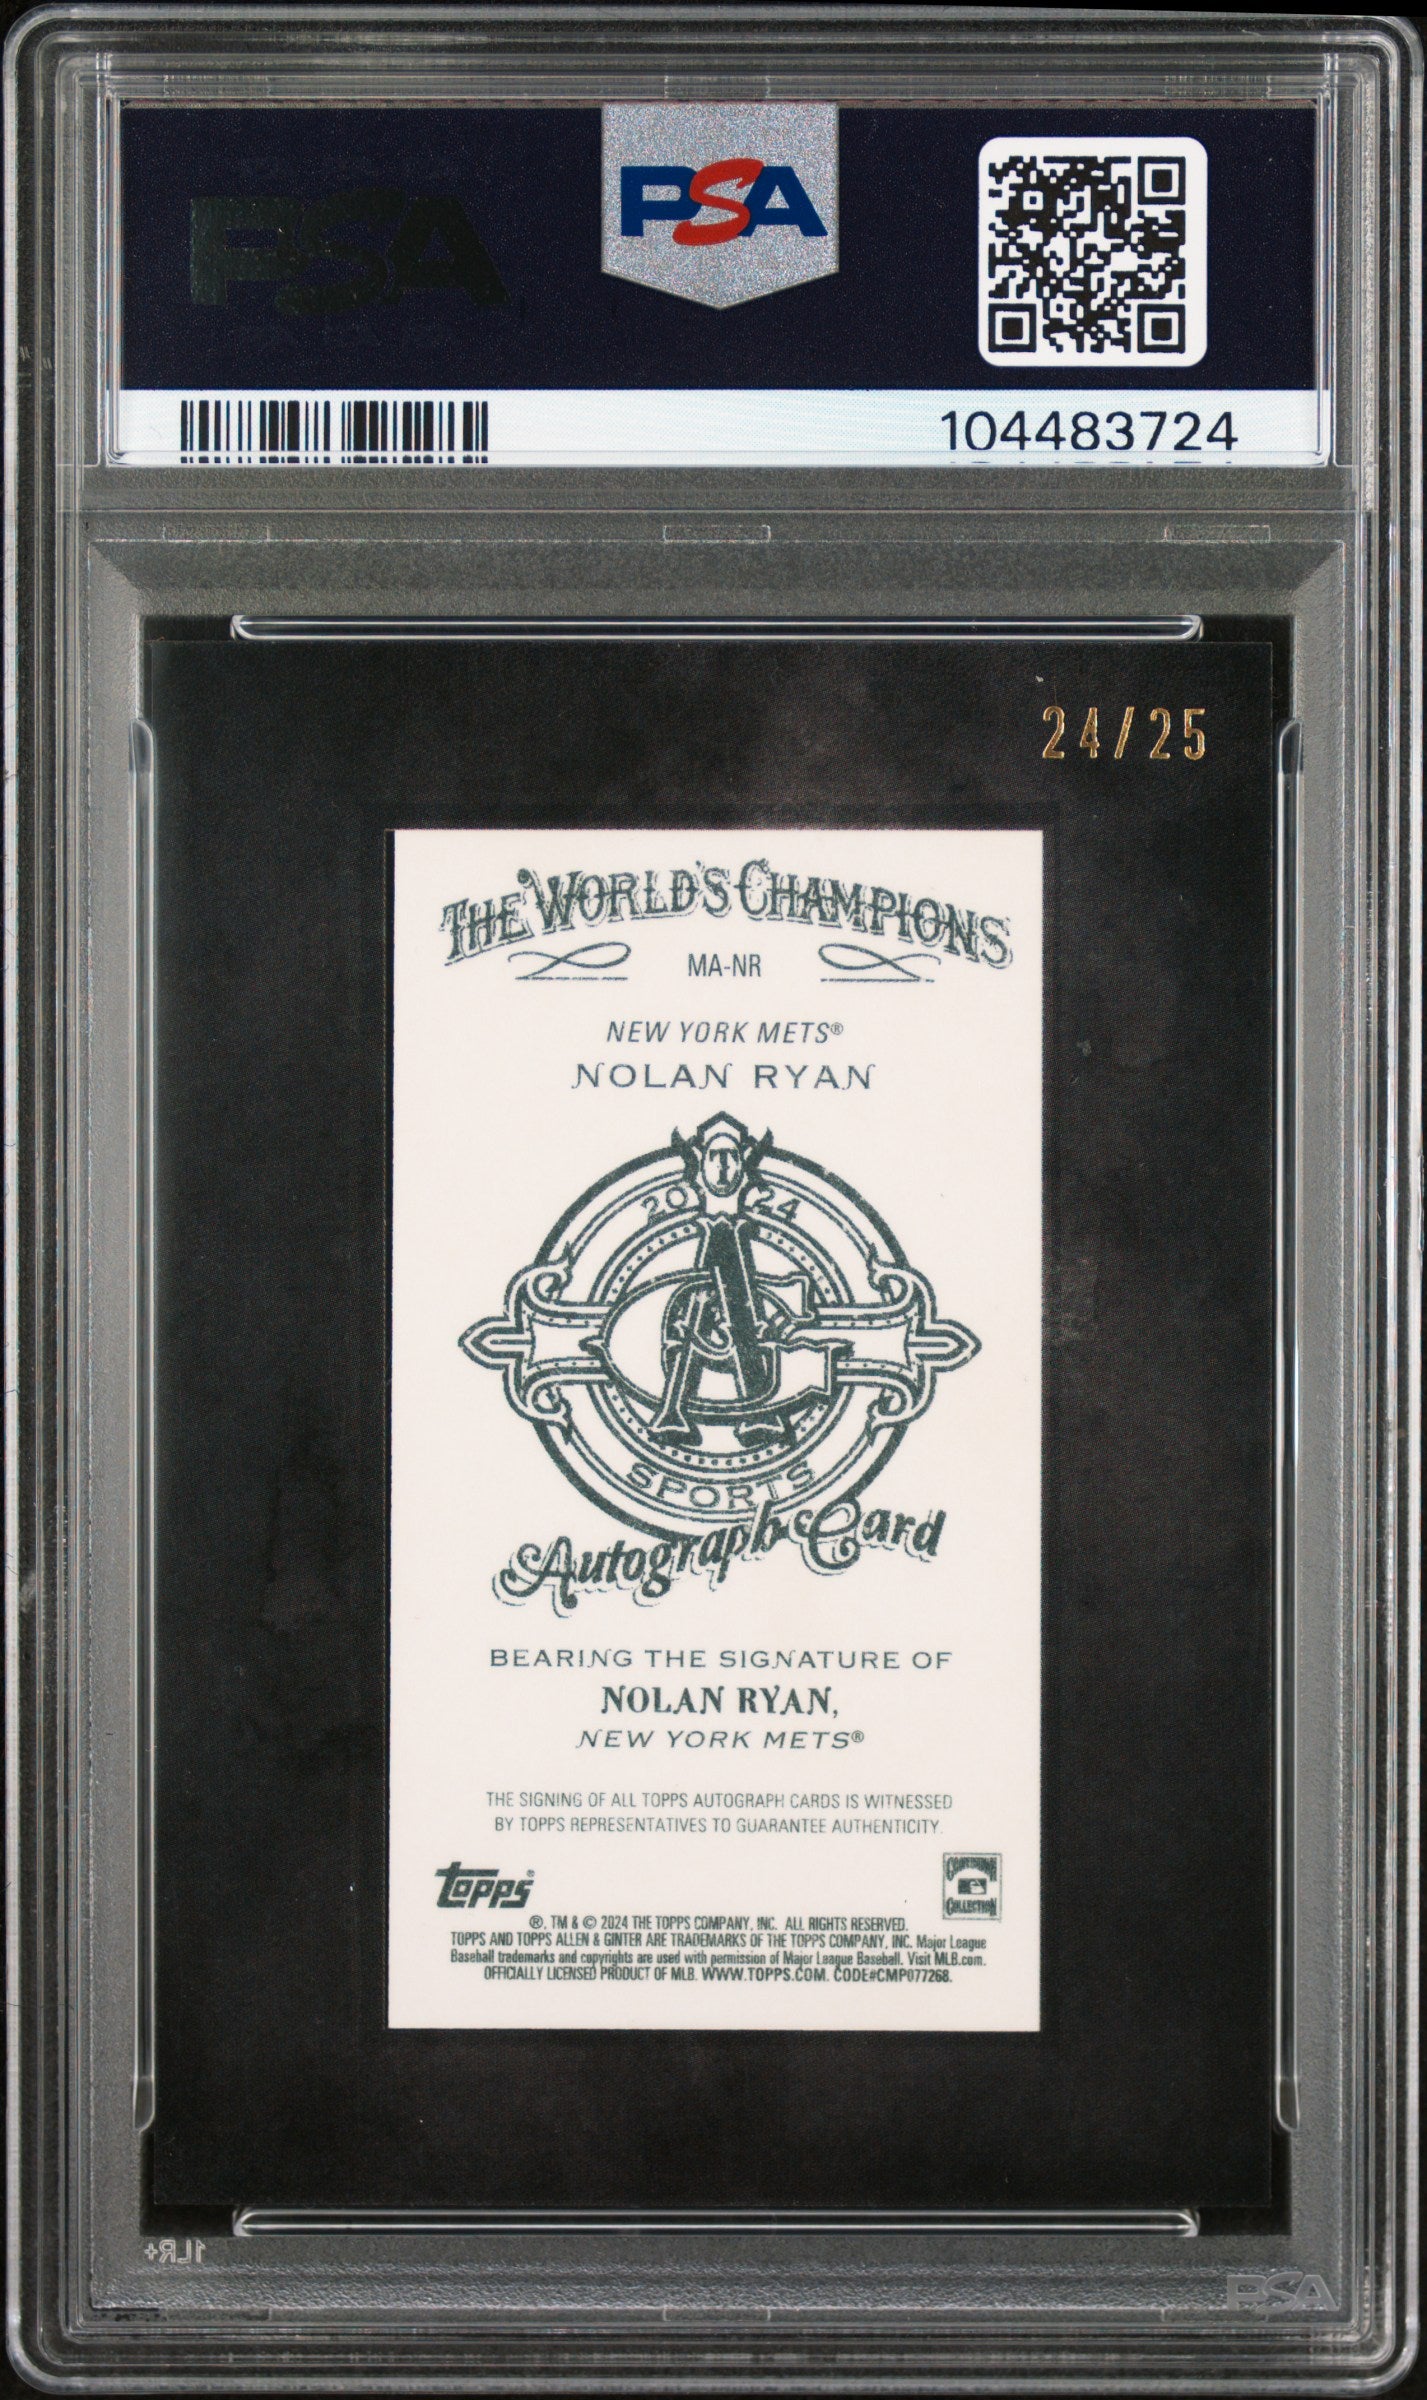 PSA
PSA
104483724
24/25
THE WORLD'S CHAMPIONS
MA-NR
NEW YORK METS®
NOLAN RYAN
T
20 24
AG
&
SPORTS
Autograph Card
BEARING THE SIGNATURE OF
NOLAN RYAN,
NEW YORK METS®
THE SIGNING OF ALL TOPPS AUTOGRAPH CARDS IS WITNESSED
BY TOPPS REPRESENTATIVES TO GUARANTEE AUTHENTICITY.
topps®
COOPERSTOWN
COLLECTION
®, TM & © 2024 THE TOPPS COMPANY, INC. ALL RIGHTS RESERVED.
TOPPS AND TOPPS ALLEN & GINTER ARE TRADEMARKS OF THE TOPPS COMPANY, INC. Major League
Baseball trademarks and copyrights are used with permission of Major League Baseball. Visit MLB.com.
OFFICIALLY LICENSED PRODUCT OF MLB. WWW.TOPPS.COM. CODE#CMP077268.
1LR+
PSA